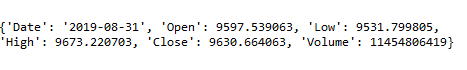 {'Date': '2019-08-31', 'Open': 9597.539063, 'Low': 9531.799805,
'High': 9673.220703, 'Close': 9630.664063, 'Volume': 11454806419}